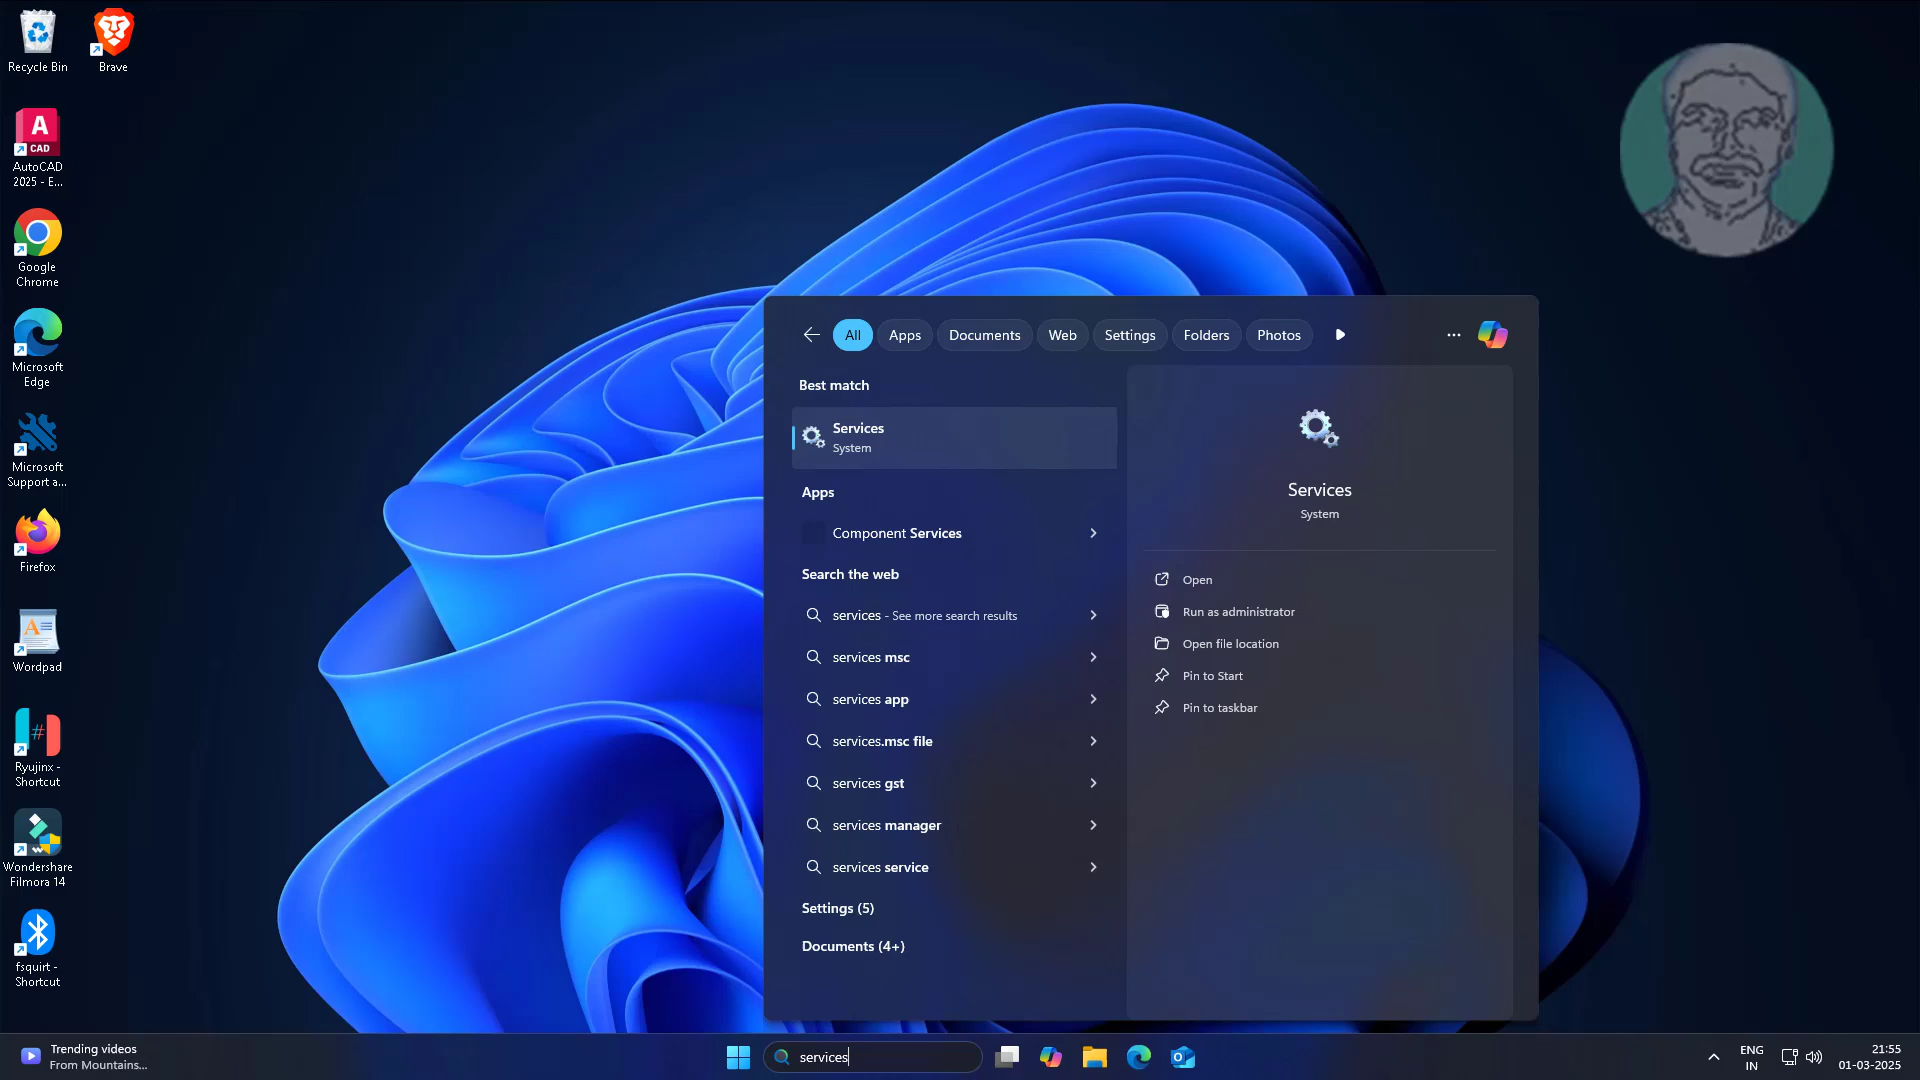 Recycle Bin
Brave
A
CAD
AutoCAD
2025 - E...
Google
Chrome
Microsoft
Edge
Microsoft
Support a...
Firefox
Wordpad
Ryujinx -
Shortcut
Wondershare
Filmora 14
fsquirt -
Shortcut
All
Apps
Documents
Web
Settings
Folders
Photos
Best match
Services
System
Apps
Component Services
Search the web
services - See more search results
services msc
services app
services.msc file
services gst
services manager
services service
Settings (5)
Documents (4+)
Services
System
Open
Run as administrator
Open file location
Pin to Start
Pin to taskbar
Trending videos
From Mountains...
services
ENG
IN
21:55
01-03-2025